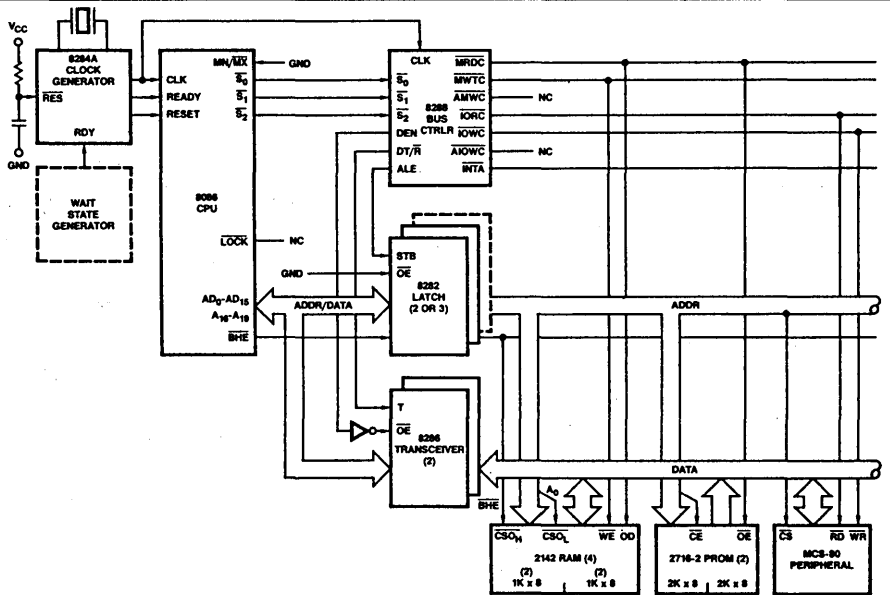 VCC
8284A
CLOCK
GENERATOR
RES
RDY
GND
WAIT
STATE
GENERATOR
CLK
READY
RESET
MN/MX
S0
S1
S2
8086
CPU
LOCK
AD0-AD15
A16-A19
BHE
GND
NC
GND
ADDR/DATA
CLK
S0
S1
S2
DEN
DT/R
ALE
8288
BUS
CTRLR
MRDC
MWTC
AMWC
IORC
IOWC
AIOWC
INTA
NC
NC
STB
OE
8282
LATCH
(2 OR 3)
ADDR
T
OE
8286
TRANSCEIVER
(2)
DATA
BHE
A0
CSOH
CSOL
WE
OD
2142 RAM (4)
(2)
1K x 8
(2)
1K x 8
CE
OE
2716-2 PROM (2)
2K x 8
2K x 8
CS
RD
WR
MCS-80
PERIPHERAL